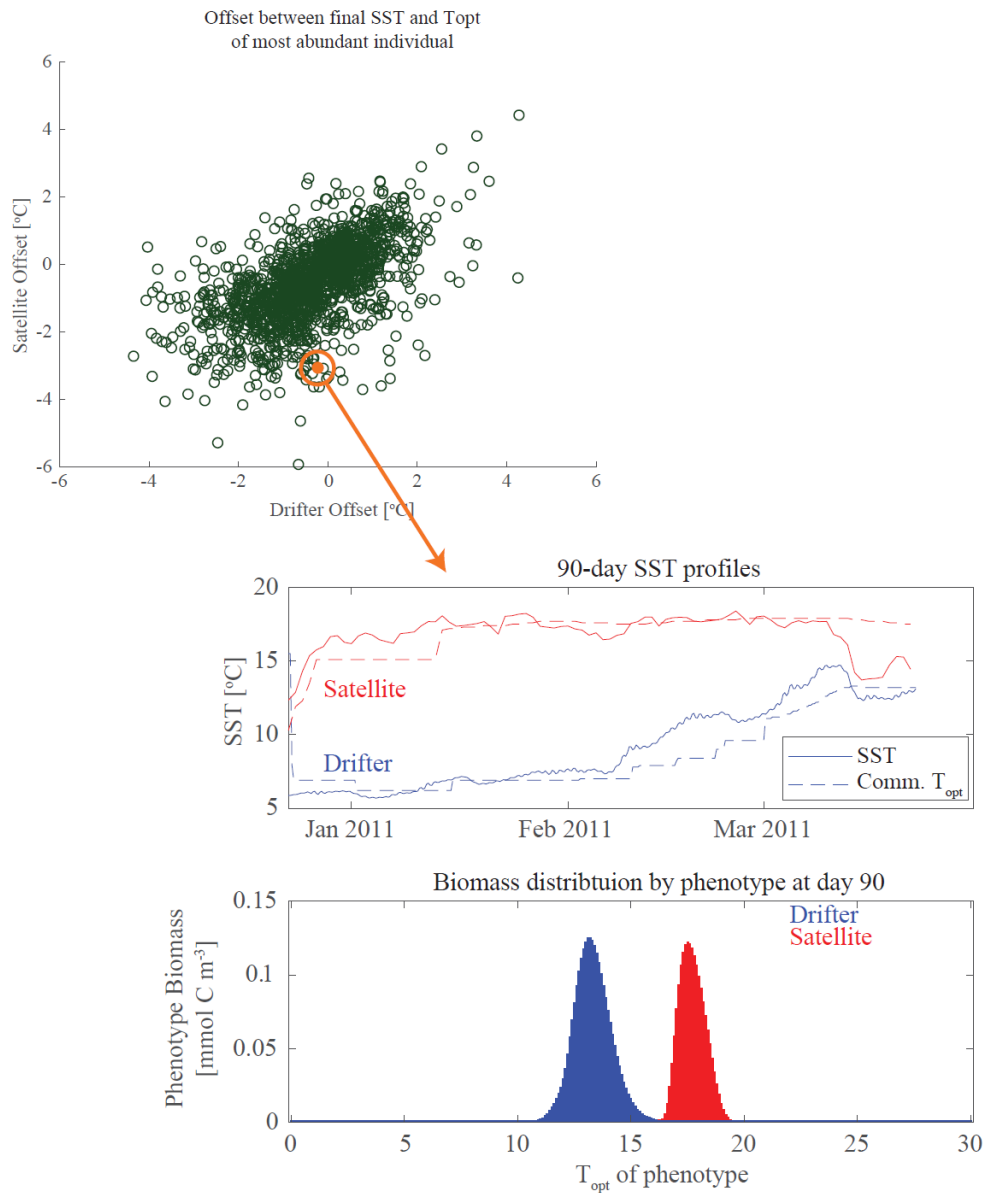 Offset between final SST and Topt
of most abundant individual
6
4
2
0
-2
-4
-6
Satellite Offset [°C]
-6
-4
-2
0
2
4
6
Drifter Offset [°C]
90-day SST profiles
20
15
10
5
SST [°C]
Satellite
Drifter
SST
Comm. Topt
Jan 2011
Feb 2011
Mar 2011
Biomass distribtuion by phenotype at day 90
0.15
0.1
0.05
0
Phenotype Biomass
[mmol C m-3]
Drifter
Satellite
0
5
10
15
20
25
30
Topt of phenotype